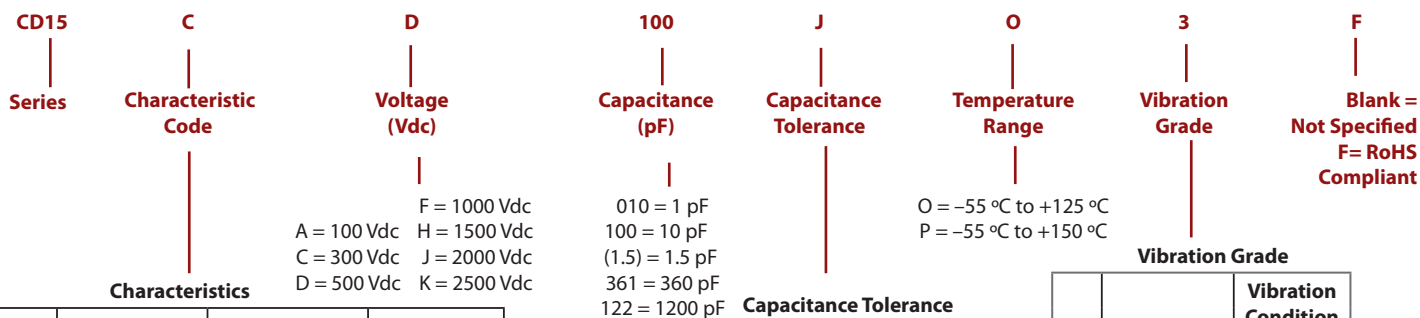 CD15 C D 100 J O 3 F
Series Characteristic Voltage Capacitance Capacitance Temperature Vibration Blank =
Code (Vdc) (pF) Tolerance Range Grade Not Specified
F= RoHS
Compliant
F = 1000 Vdc 010 = 1 pF O = –55 ºC to +125 ºC
A = 100 Vdc H = 1500 Vdc 100 = 10 pF P = –55 ºC to +150 ºC
C = 300 Vdc J = 2000 Vdc (1.5) = 1.5 pF Vibration Grade
D = 500 Vdc K = 2500 Vdc 361 = 360 pF
Characteristics 122 = 1200 pF Capacitance Tolerance Vibration
Condition